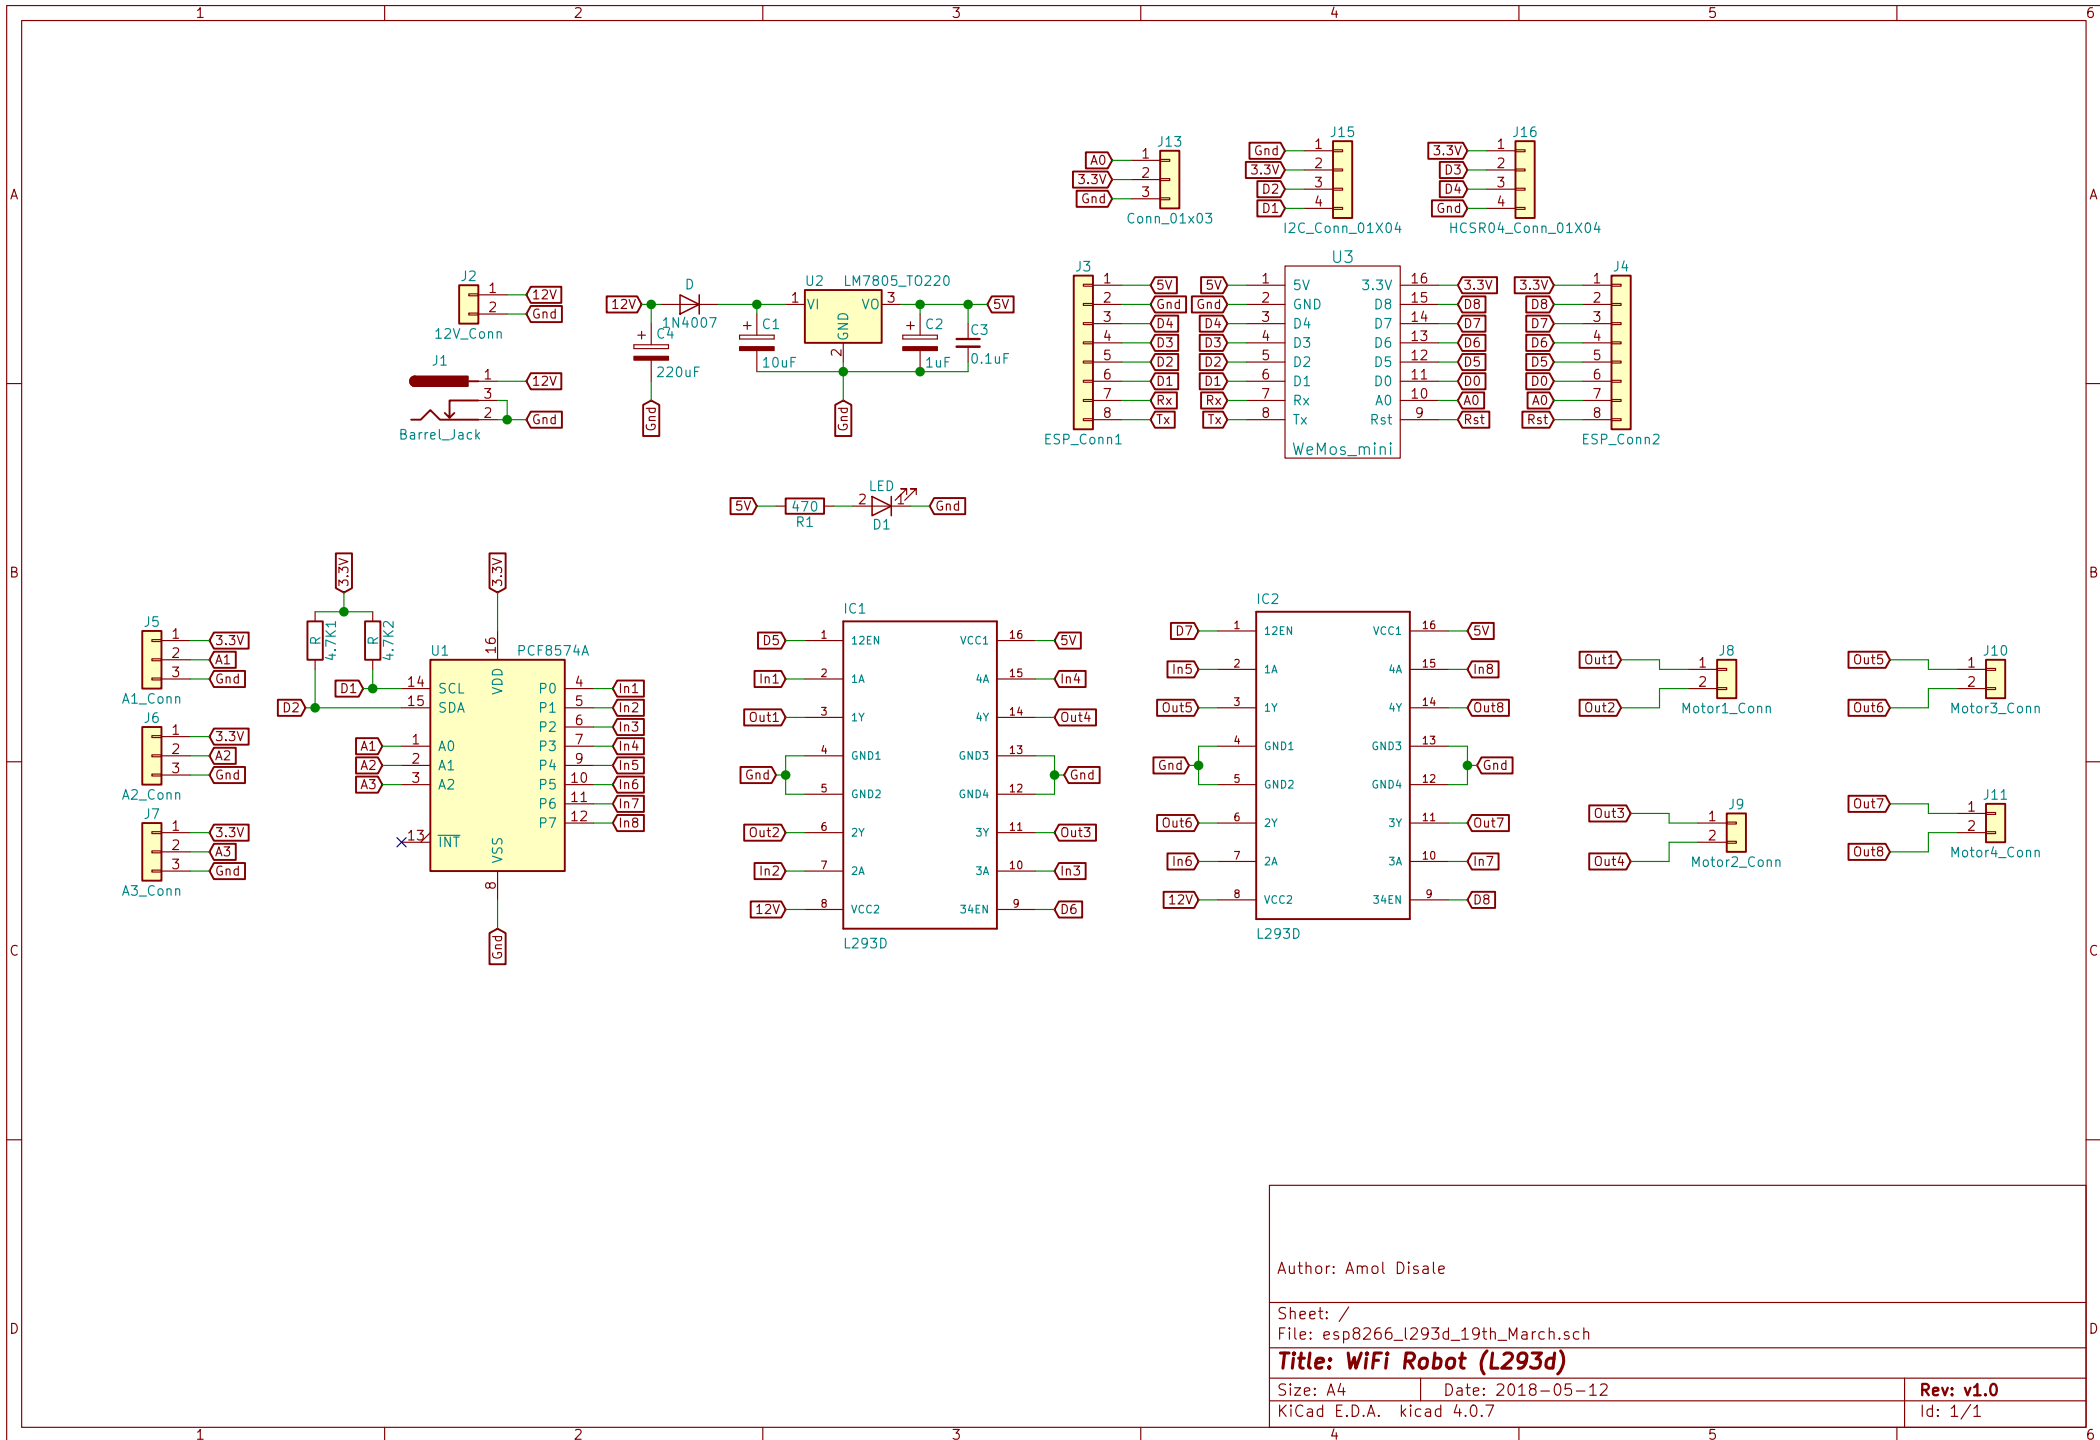 1 2 3 4 5 6
A
B
C
D
A
B
C
D
J13
A0 1
3.3V 2
Gnd 3
Conn_01x03
J15
Gnd 1
3.3V 2
D2 3
D1 4
I2C_Conn_01X04
J16
3.3V 1
D3 2
D4 3
Gnd 4
HCSR04_Conn_01X04
J2
1 12V
2 Gnd
12V_Conn
J1
1 12V
3
2 Gnd
Barrel_Jack
12V
D
1N4007
+ C4
220uF
Gnd
+ C1
10uF
U2 LM7805_TO220
1 VI VO 3
GND
2
Gnd
+ C2
1uF
C3
0.1uF
5V
J3
1 5V
2 Gnd
3 D4
4 D3
5 D2
6 D1
7 Rx
8 Tx
ESP_Conn1
U3
5V 1 5V 3.3V 16 3.3V
Gnd 2 GND D8 15 D8
D4 3 D4 D7 14 D7
D3 4 D3 D6 13 D6
D2 5 D2 D5 12 D5
D1 6 D1 D0 11 D0
Rx 7 Rx A0 10 A0
Tx 8 Tx Rst 9 Rst
WeMos_mini
J4
3.3V 1
D8 2
D7 3
D6 4
D5 5
D0 6
A0 7
Rst 8
ESP_Conn2
LED
5V 470 2 1 Gnd
R1 D1
J5
1 3.3V
2 A1
3 Gnd
A1_Conn
J6
1 3.3V
2 A2
3 Gnd
A2_Conn
J7
1 3.3V
2 A3
3 Gnd
A3_Conn
3.3V
R 4.7K1
R 4.7K2
3.3V
16
U1 PCF8574A
VDD
D1 14 SCL P0 4 In1
D2 15 SDA P1 5 In2
P2 6 In3
A1 1 A0 P3 7 In4
A2 2 A1 P4 9 In5
A3 3 A2 P5 10 In6
P6 11 In7
P7 12 In8
13 INT
VSS
8
Gnd
IC1
D5 1 12EN VCC1 16 5V
In1 2 1A 4A 15 In4
Out1 3 1Y 4Y 14 Out4
4 GND1 GND3 13
Gnd Gnd
5 GND2 GND4 12
Out2 6 2Y 3Y 11 Out3
In2 7 2A 3A 10 In3
12V 8 VCC2 34EN 9 D6
L293D
IC2
D7 1 12EN VCC1 16 5V
In5 2 1A 4A 15 In8
Out5 3 1Y 4Y 14 Out8
4 GND1 GND3 13
Gnd Gnd
5 GND2 GND4 12
Out6 6 2Y 3Y 11 Out7
In6 7 2A 3A 10 In7
12V 8 VCC2 34EN 9 D8
L293D
J8
Out1 1
Out2 2
Motor1_Conn
J10
Out5 1
Out6 2
Motor3_Conn
J9
Out3 1
Out4 2
Motor2_Conn
J11
Out7 1
Out8 2
Motor4_Conn
Author: Amol Disale
Sheet: /
File: esp8266_l293d_19th_March.sch
Title: WiFi Robot (L293d)
Size: A4 Date: 2018-05-12 Rev: v1.0
KiCad E.D.A. kicad 4.0.7 Id: 1/1
1 2 3 4 5 6